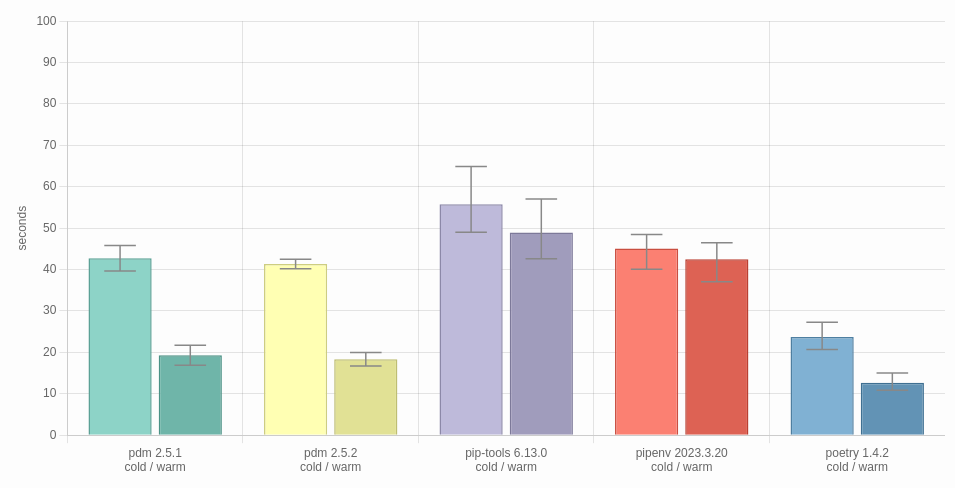 100
90
80
70
60
50
40
30
20
10
0
seconds
pdm 2.5.1
cold / warm
pdm 2.5.2
cold / warm
pip-tools 6.13.0
cold / warm
pipenv 2023.3.20
cold / warm
poetry 1.4.2
cold / warm